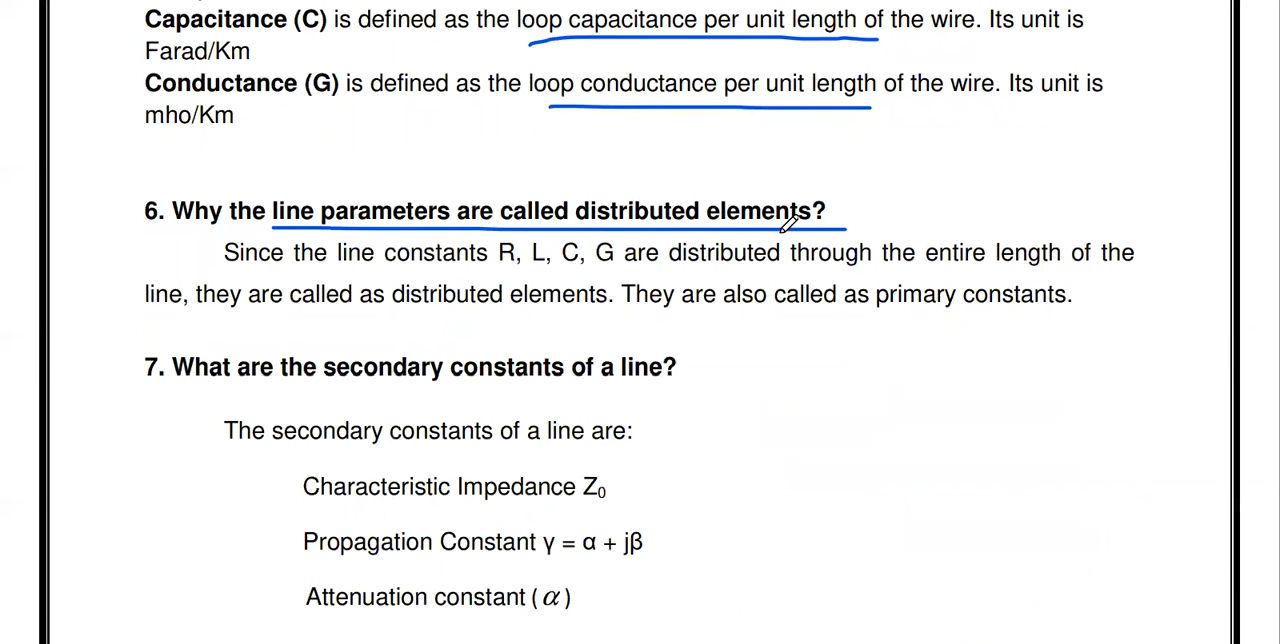 Capacitance (C) is defined as the loop capacitance per unit length of the wire. Its unit is
Farad/Km
Conductance (G) is defined as the loop conductance per unit length of the wire. Its unit is
mho/Km
6. Why the line parameters are called distributed elements?
Since the line constants R, L, C, G are distributed through the entire length of the
line, they are called as distributed elements. They are also called as primary constants.
7. What are the secondary constants of a line?
The secondary constants of a line are:
Characteristic Impedance Z₀
Propagation Constant γ = α + jβ
Attenuation constant ( α )